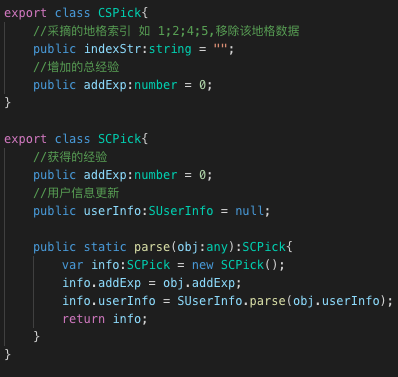 export class CSPick{
    //采摘的地格索引 如 1;2;4;5,移除该地格数据
    public indexStr:string = "";
    //增加的总经验
    public addExp:number = 0;
}

export class SCPick{
    //获得的经验
    public addExp:number = 0;
    //用户信息更新
    public userInfo:SUserInfo = null;

    public static parse(obj:any):SCPick{
        var info:SCPick = new SCPick();
        info.addExp = obj.addExp;
        info.userInfo = SUserInfo.parse(obj.userInfo);
        return info;
    }
}